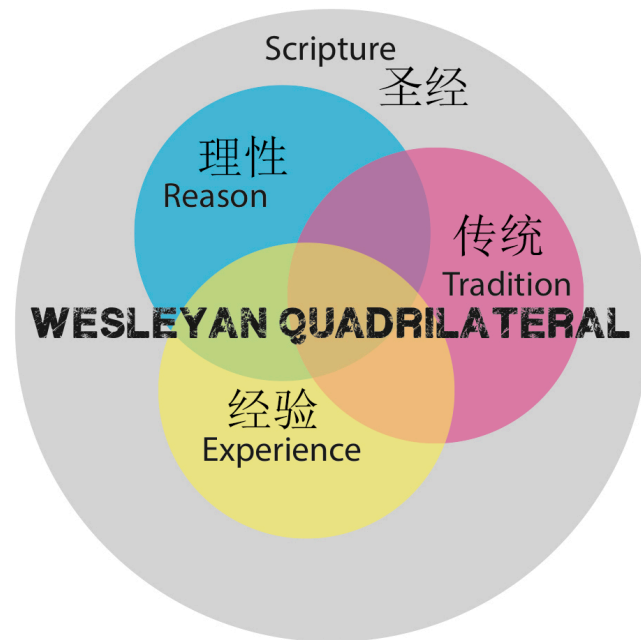 Scripture
圣经
理性
Reason
传统
Tradition
WESLEYAN QUADRILATERAL
经验
Experience